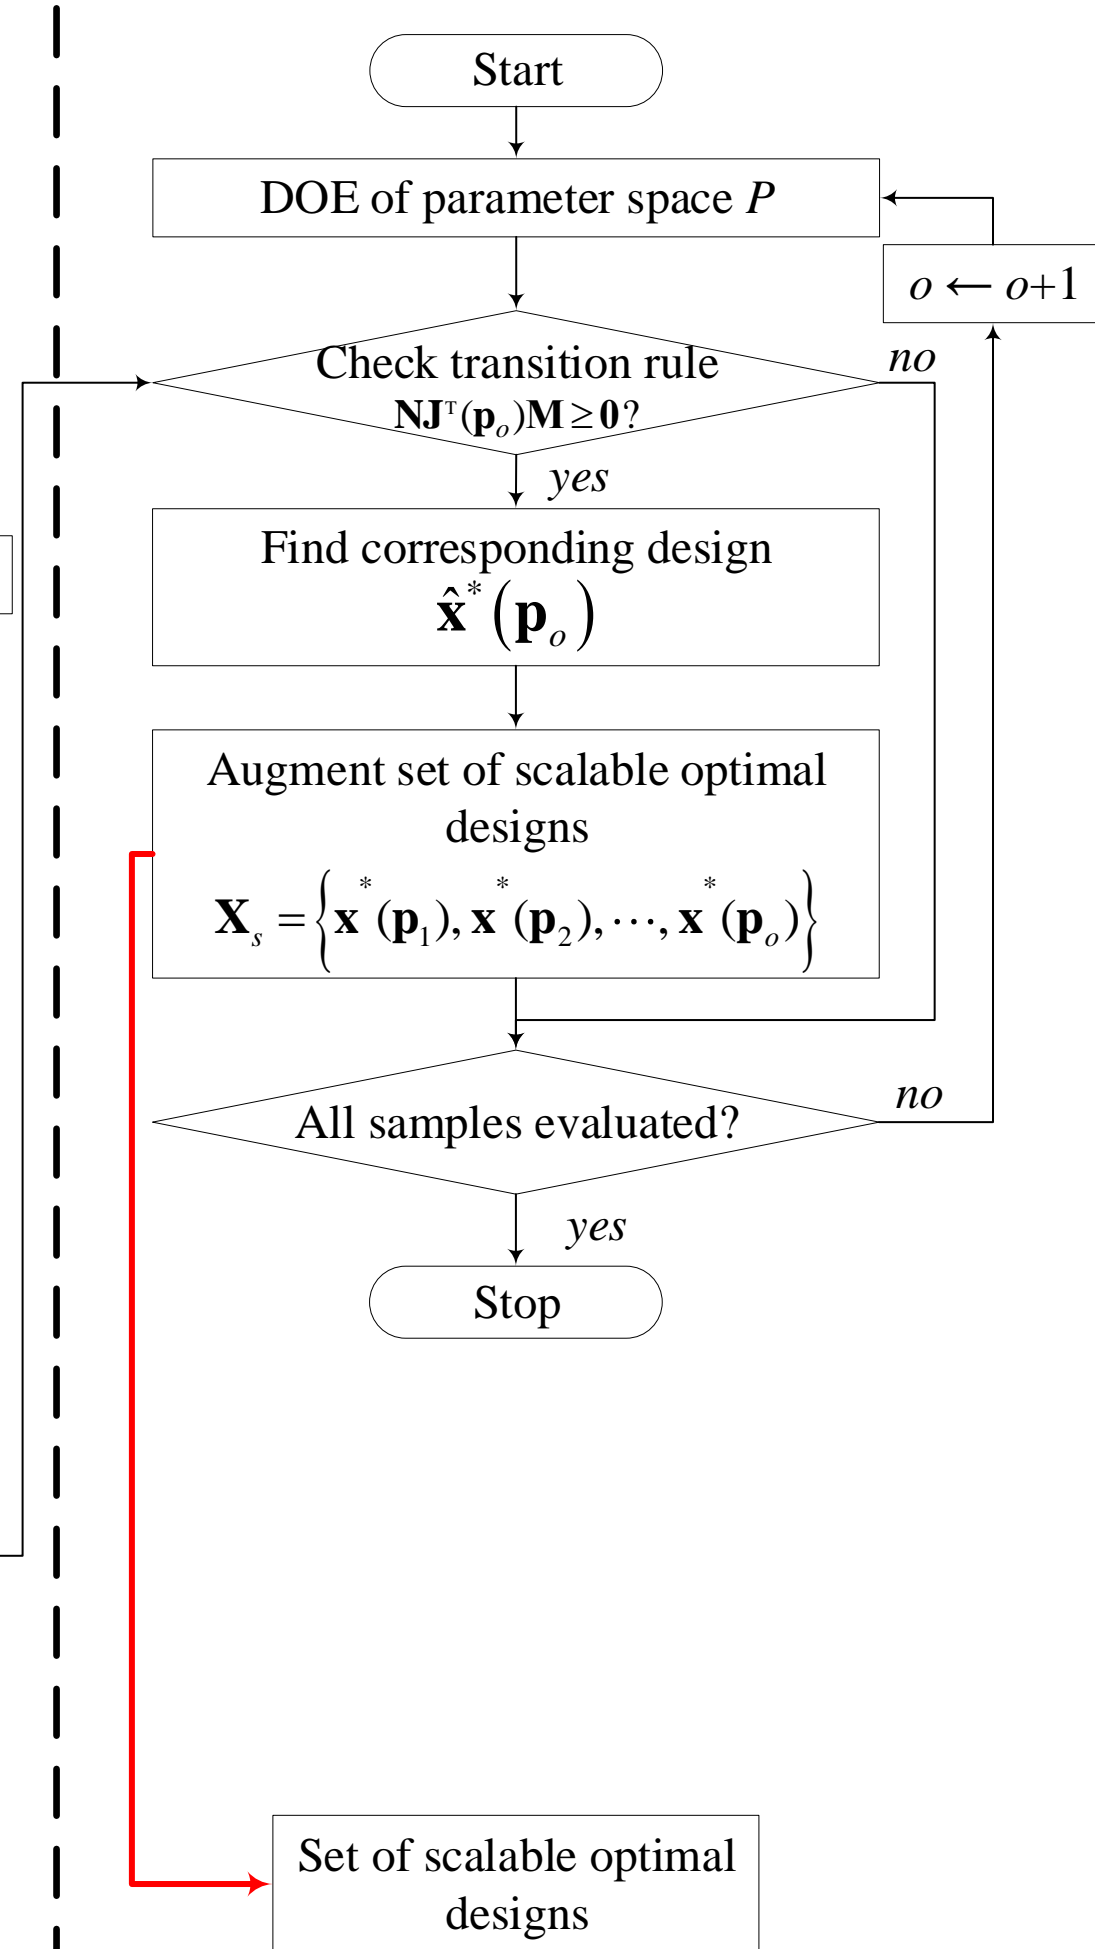 Start
DOE of parameter space P
o ← o+1
Check transition rule
NJᵀ(pₒ)M ≥ 0?
no
yes
Find corresponding design
x̂*(pₒ)
Augment set of scalable optimal
designs
Xₛ = {x*(p₁), x*(p₂), ⋯, x*(pₒ)}
All samples evaluated?
no
yes
Stop
Set of scalable optimal
designs